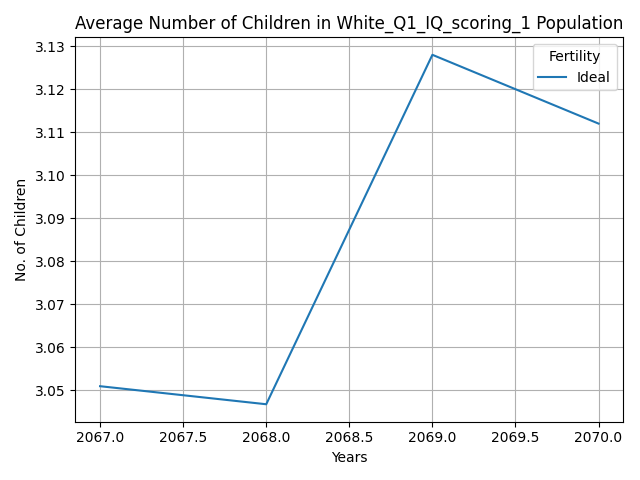 Average Number of Children in White_Q1_IQ_scoring_1 Population
3.13
3.12
3.11
3.10
3.09
3.08
3.07
3.06
3.05
No. of Children
Fertility
Ideal
2067.0 2067.5 2068.0 2068.5 2069.0 2069.5 2070.0
Years